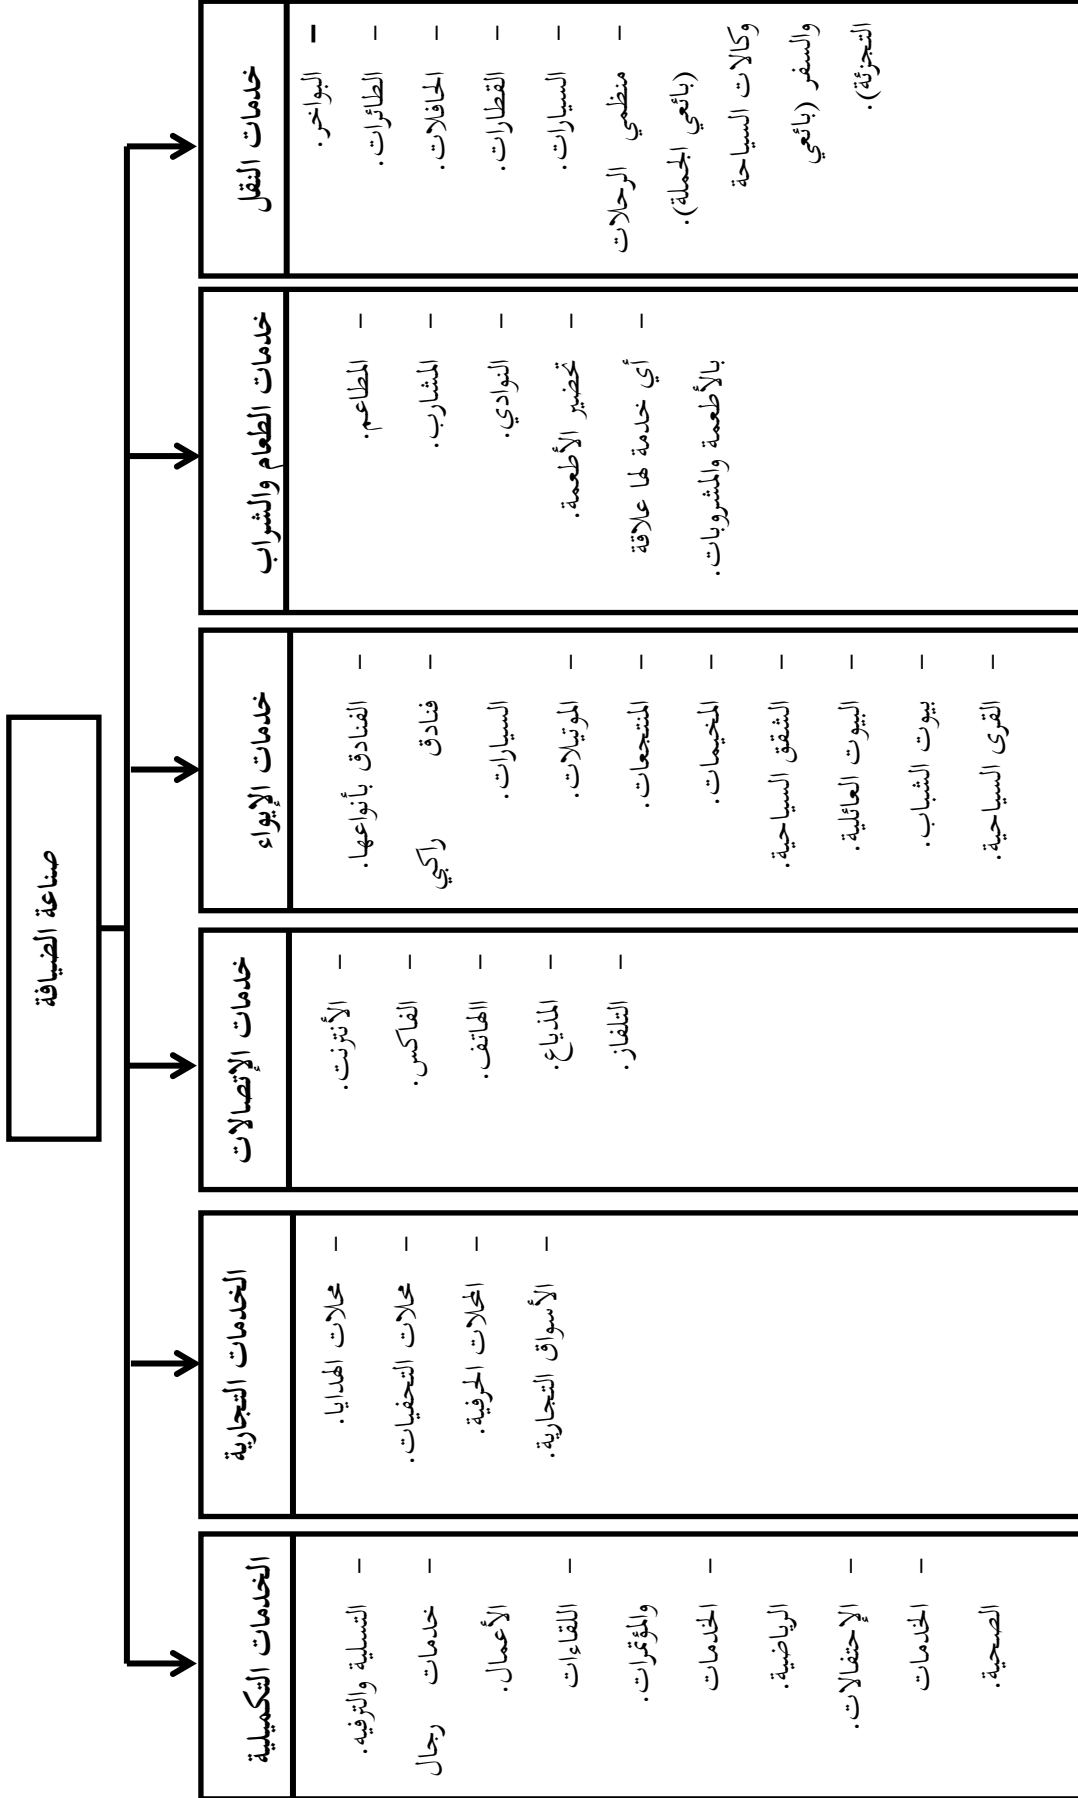 صناعة الضيافة
خدمات النقل
– البواخر.
– الطائرات.
– الحافلات.
– القطارات.
– السيارات.
– منظمي الرحلات
(بائعي الجملة).
وكالات السياحة
والسفر (بائعي
التجزئة).
خدمات الطعام والشراب
– المطاعم.
– المشارب.
– النوادي.
– تحضير الأطعمة.
– أي خدمة لها علاقة
بالأطعمة والمشروبات.
خدمات الإيواء
– الفنادق بأنواعها.
– فنادق راكبي
السيارات.
– الموتيلات.
– المنتجعات.
– المخيمات.
– الشقق السياحية.
– البيوت العائلية.
– بيوت الشباب.
– القرى السياحية.
خدمات الإتصالات
– الأنترنت.
– الفاكس.
– االهاتف.
– المذياع.
– التلفاز.
الخدمات التجارية
– محلات الهدايا.
– محلات التحفيات.
– المحلات الحرفية.
– الأسواق التجارية.
الخدمات التكميلية
– التسلية والترفيه.
– خدمات رجال
الأعمال.
– اللقاءات
والمؤتمرات.
– الخدمات
الرياضية.
– الإحتفالات.
– الخدمات
الصحية.